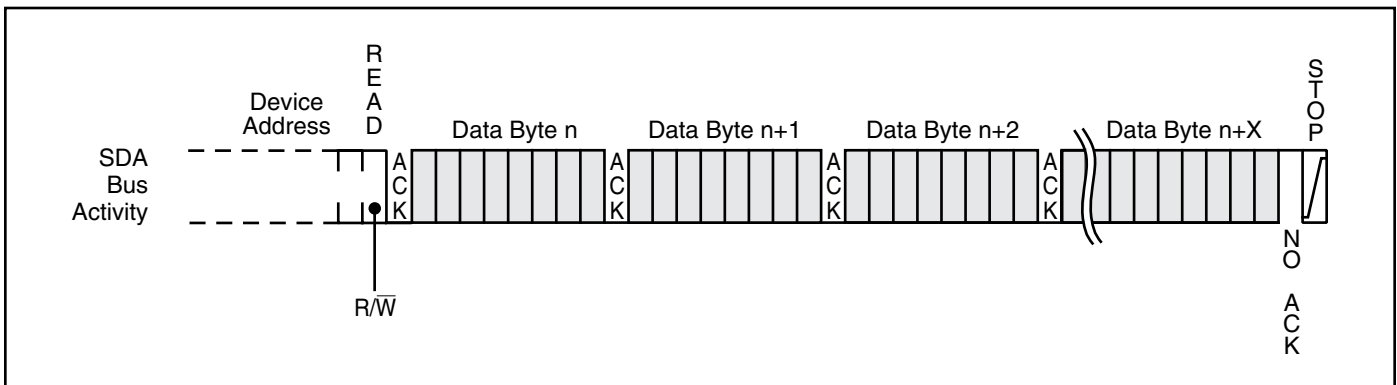 READ
STOP
Device
Address
Data Byte n
Data Byte n+1
Data Byte n+2
Data Byte n+X
SDA
Bus
Activity
ACK
ACK
ACK
ACK
NO ACK
R/W̅